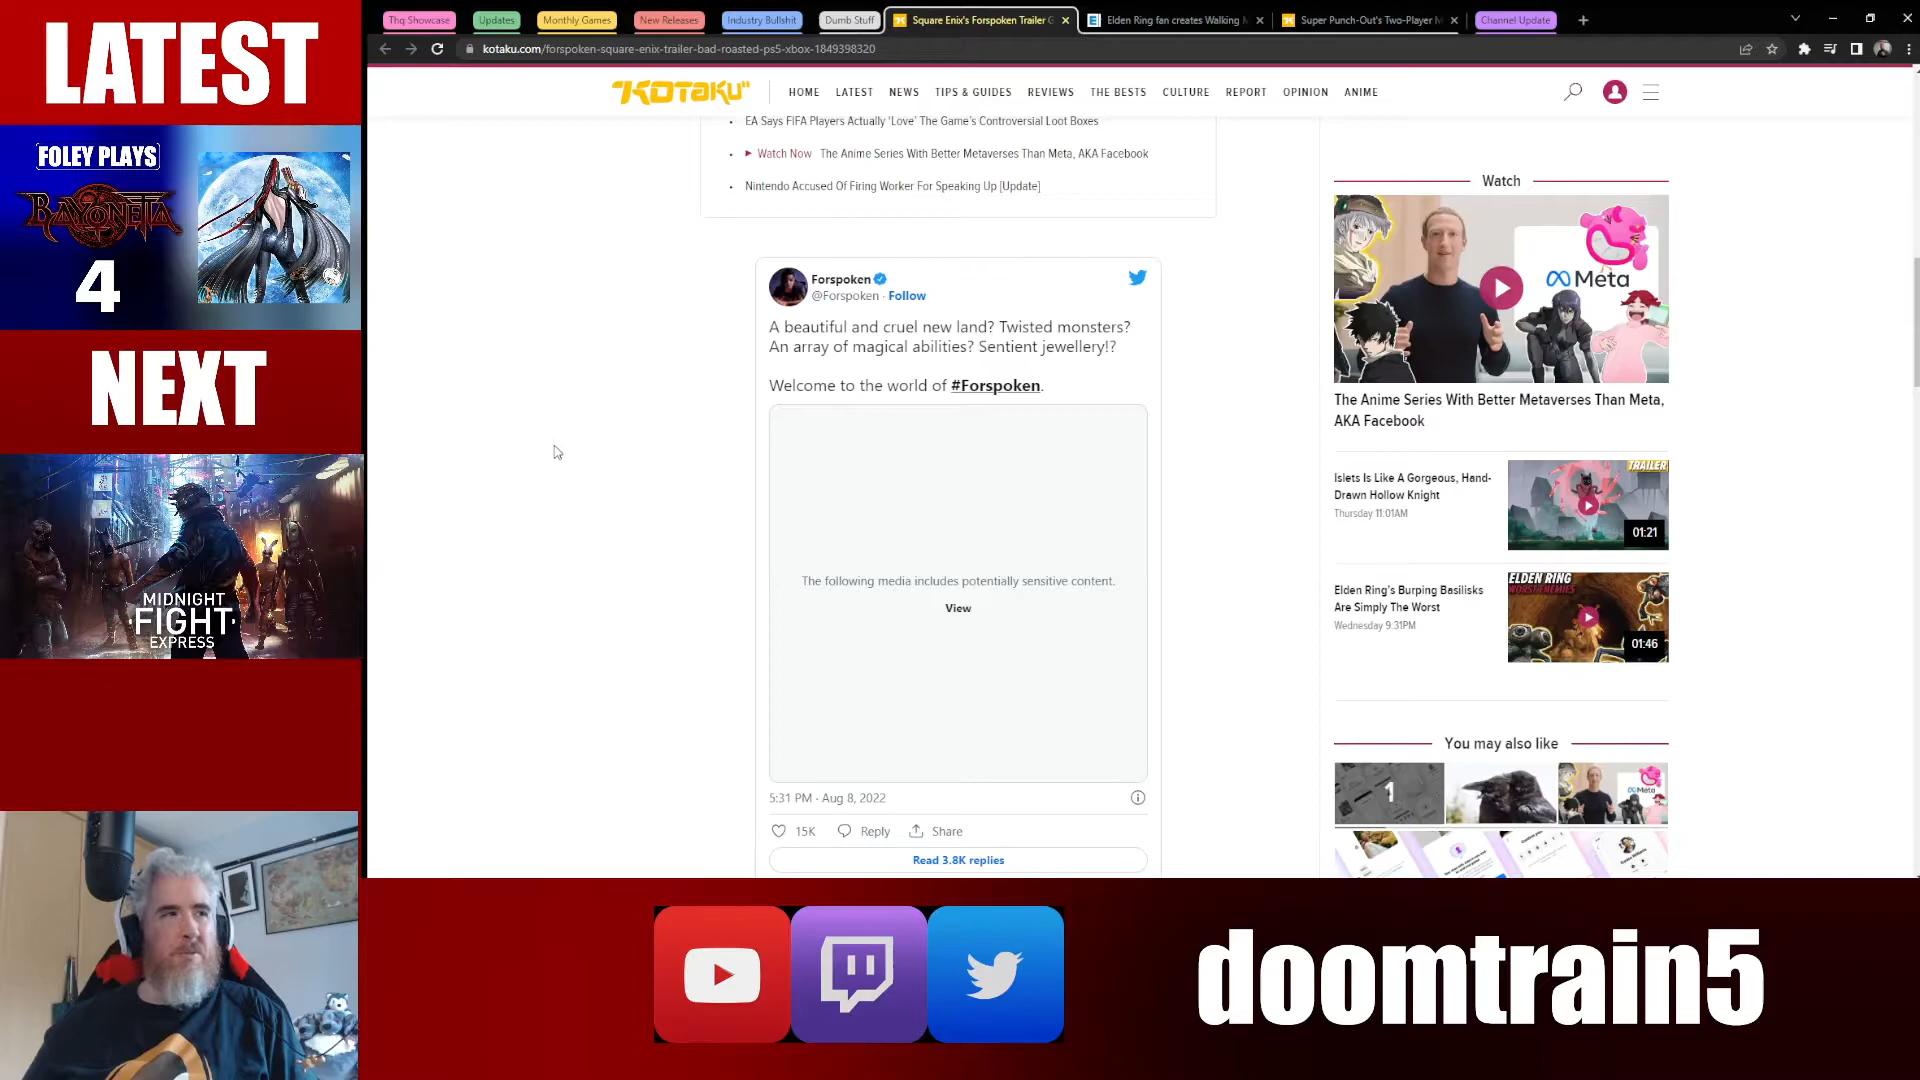 LATEST
FOLEY PLAYS
BAYONETTA
4
NEXT
MIDNIGHT
FIGHT
EXPRESS
Thq Showcase
Updates
Monthly Games
New Releases
Industry Bullshit
Dumb Stuff
Square Enix's Forspoken Trailer G
Elden Ring fan creates Walking
Super Punch-Out's Two-Player M
Channel Update
kotaku.com/forspoken-square-enix-trailer-bad-roasted-ps5-xbox-1849398320
KOTAKU
HOME LATEST NEWS TIPS & GUIDES REVIEWS THE BESTS CULTURE REPORT OPINION ANIME
EA Says FIFA Players Actually 'Love' The Game's Controversial Loot Boxes
Watch Now The Anime Series With Better Metaverses Than Meta, AKA Facebook
Nintendo Accused Of Firing Worker For Speaking Up [Update]
Forspoken
@Forspoken · Follow
A beautiful and cruel new land? Twisted monsters?
An array of magical abilities? Sentient jewellery!?
Welcome to the world of #Forspoken.
The following media includes potentially sensitive content.
View
5:31 PM · Aug 8, 2022
15K Reply Share
Read 3.8K replies
Watch
Meta
The Anime Series With Better Metaverses Than Meta,
AKA Facebook
Islets Is Like A Gorgeous, Hand-
Drawn Hollow Knight
Thursday 11:01AM
TRAILER
01:21
Elden Ring's Burping Basilisks
Are Simply The Worst
Wednesday 9:31PM
ELDEN RING
WORST ENEMIES
01:46
You may also like
1
Meta
doomtrain5